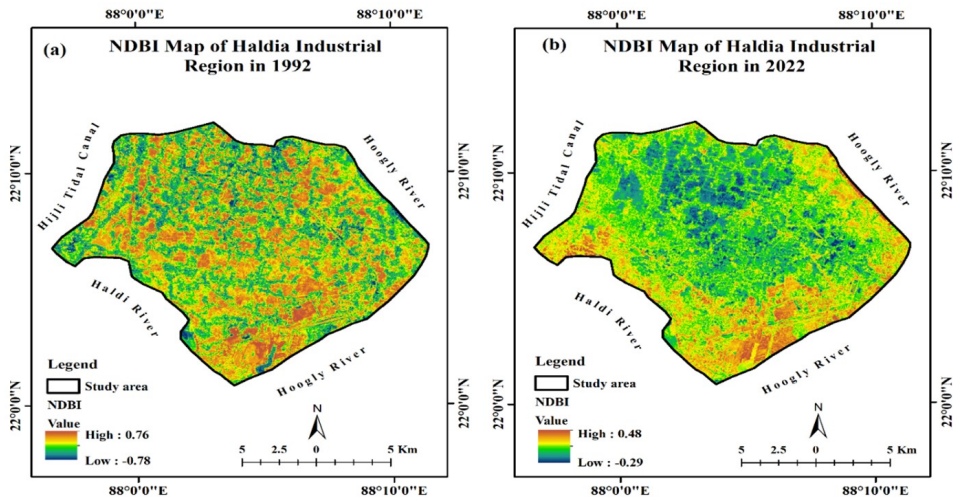 88°0'0"E
88°10'0"E
(a)
NDBI Map of Haldia Industrial
Region in 1992
22°10'0"N
22°10'0"N
Hijli Tidal Canal
Hoogly River
Haldi River
Hoogly River
Legend
Study area
NDBI
Value
High : 0.76
Low : -0.78
N
5 2.5 0 5 Km
22°0'0"N
22°0'0"N
88°0'0"E
88°10'0"E
88°0'0"E
88°10'0"E
(b)
NDBI Map of Haldia Industrial
Region in 2022
22°10'0"N
22°10'0"N
Hijli Tidal Canal
Hoogly River
Haldi River
Hoogly River
Legend
Study area
NDBI
Value
High : 0.48
Low : -0.29
N
5 2.5 0 5 Km
22°0'0"N
22°0'0"N
88°0'0"E
88°10'0"E